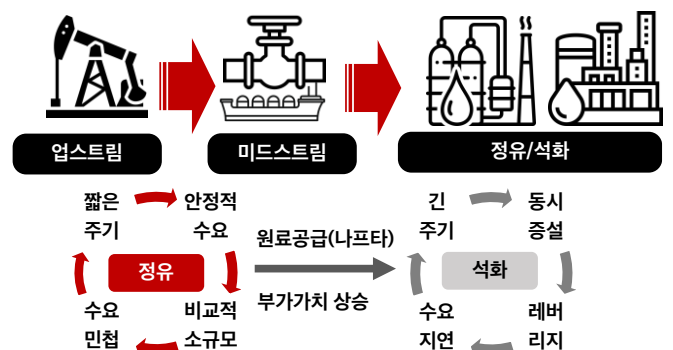 업스트림
미드스트림
정유/석화
짧은
주기
안정적
수요
정유
수요
민첩
비교적
소규모
원료공급(나프타)
부가가치 상승
긴
주기
동시
증설
석화
수요
지연
레버
리지